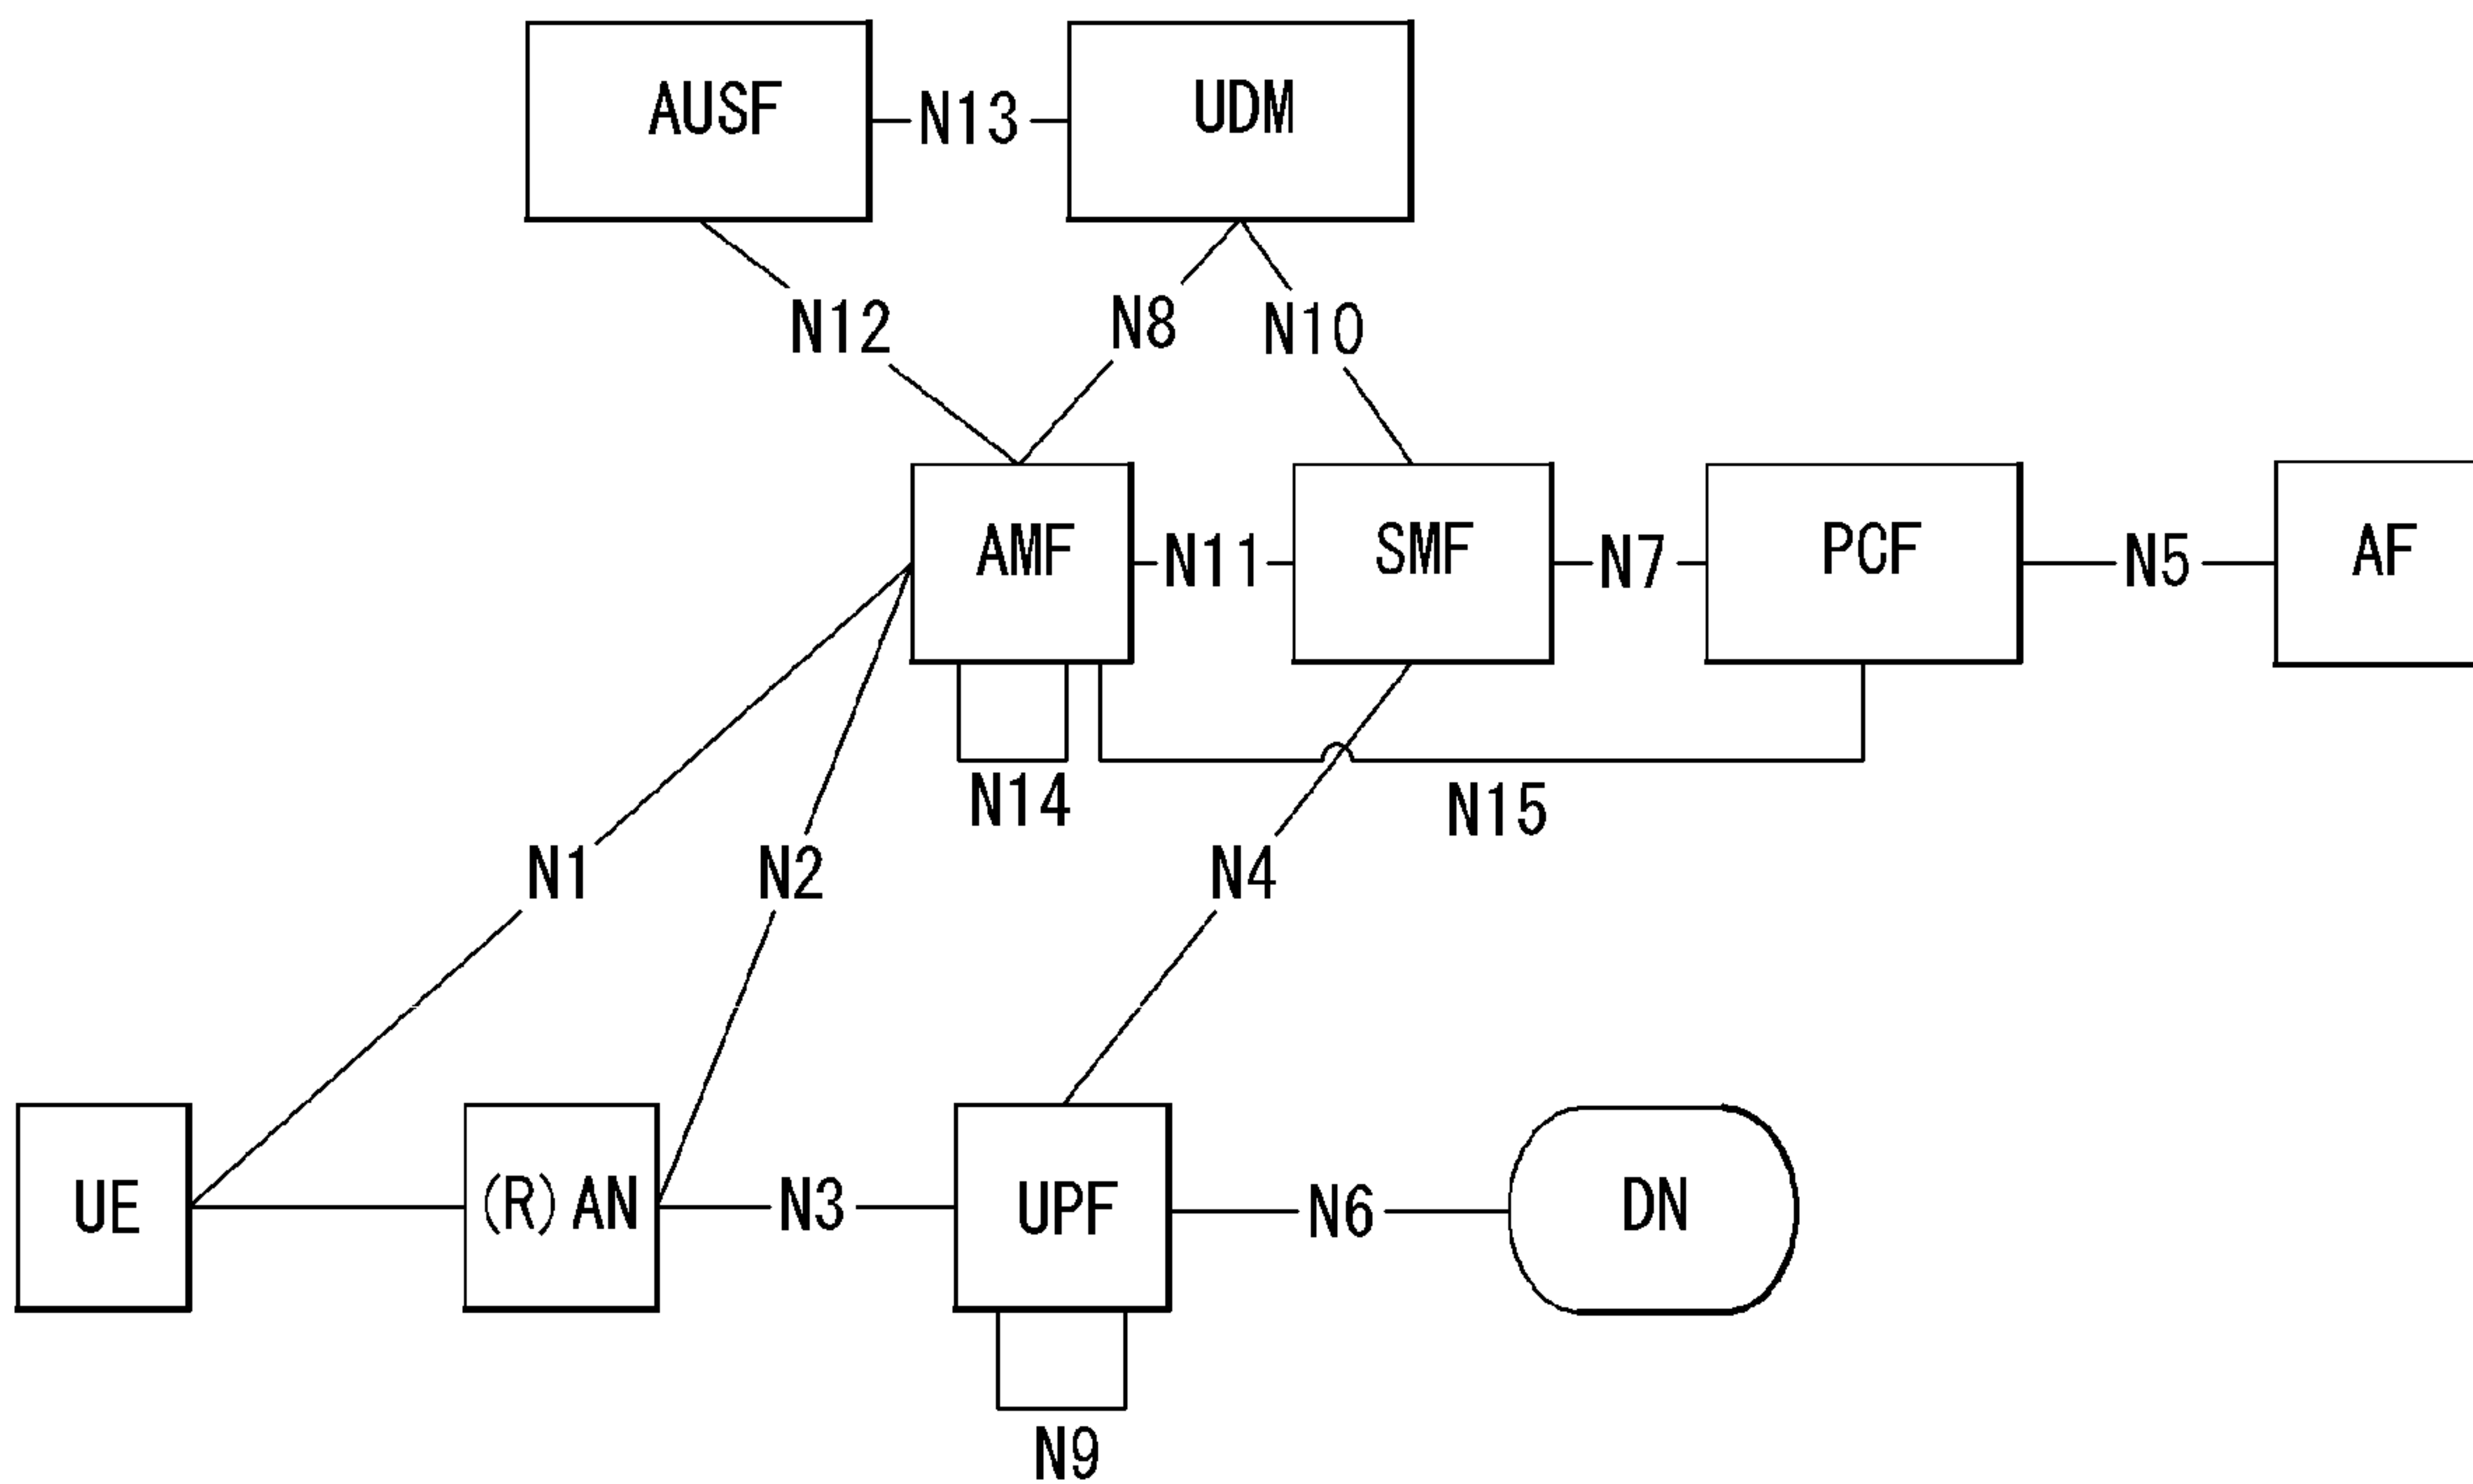 AUSF
N13
UDM
N12
N8
N10
AMF
N11
SMF
N7
PCF
N5
AF
N14
N15
N1
N2
N4
UE
(R)AN
N3
UPF
N6
DN
N9